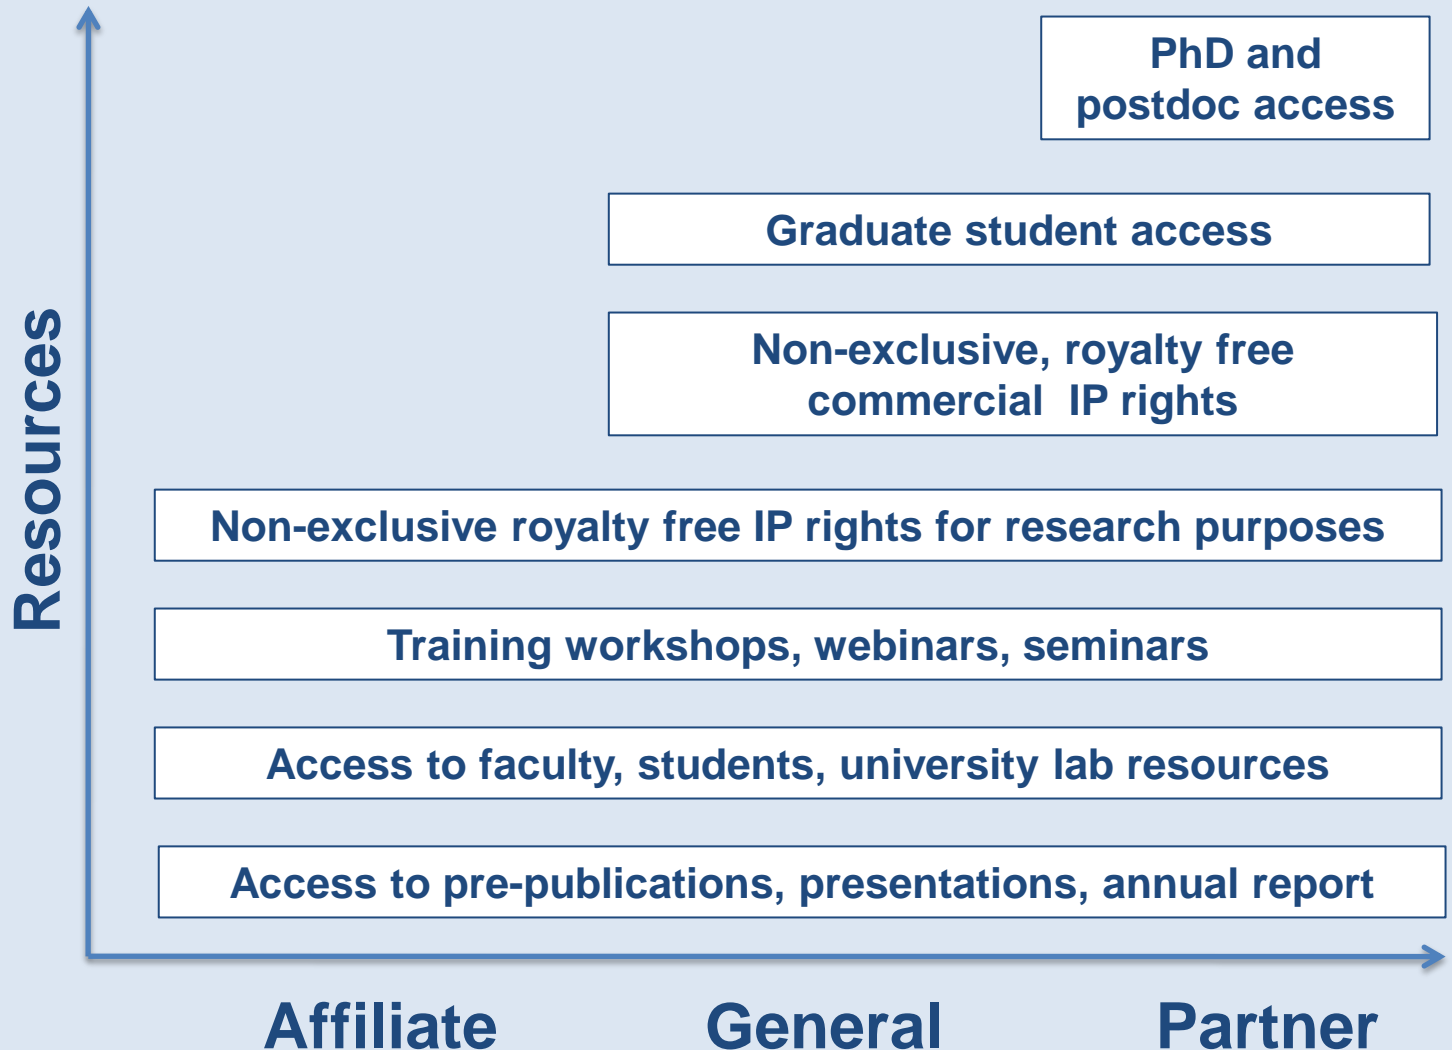 PhD and
postdoc access
Graduate student access
Non-exclusive, royalty free
commercial  IP rights
Resources
Non-exclusive royalty free IP rights for research purposes
Training workshops, webinars, seminars
Access to faculty, students, university lab resources
Access to pre-publications, presentations, annual report
Affiliate General Partner